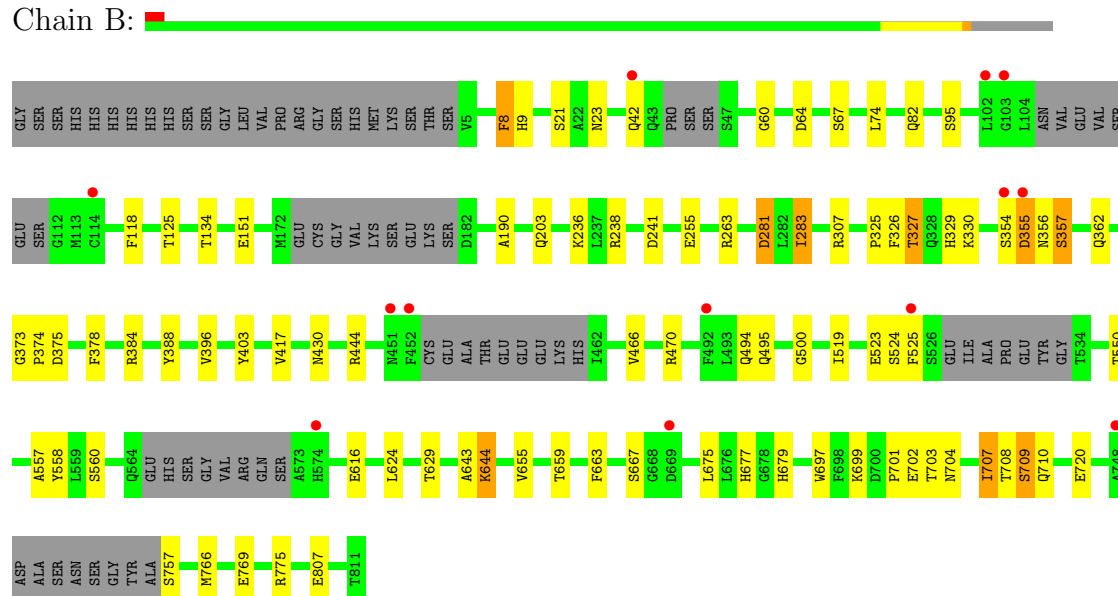 Chain B:
GLY SER SER HIS HIS HIS HIS HIS HIS SER SER GLY LEU VAL PRO ARG GLY SER HIS MET LYS SER THR SER V5 F8 H9 S21 A22 N23 Q42 Q43 PRO SER SER S47 G60 D64 S67 L74 Q82 S95 L102 G103 L104 ASN VAL GLU VAL SER
GLU SER G112 M113 C114 F118 T125 T134 E151 M172 GLU CYS GLY VAL LYS SER GLU LYS SER D182 A190 Q203 K236 L237 R238 D241 E255 R263 D281 L282 I283 R307 P325 F326 T327 Q328 H329 K330 S354 D355 N356 S357 Q362
G373 P374 D375 F378 R384 Y388 V396 Y403 V417 N430 R444 N451 F452 CYS GLU ALA THR GLU GLU GLU LYS HIS I462 V466 R470 F492 L493 Q494 Q495 G500 I519 E523 S524 F525 S526 GLU ILE ALA PRO GLU TYR GLY T534 T550
A557 Y558 L559 S560 Q564 GLU HIS SER GLY VAL ARG GLN SER A573 H574 E616 L624 T629 A643 K644 V655 T659 F663 S667 G668 D669 L675 L676 H677 G678 H679 W697 F698 K699 D700 P701 E702 T703 N704 I707 T708 S709 Q710 E720 A748
ASP ALA SER ASN SER GLY TYR ALA S757 M766 E769 R775 E807 T811